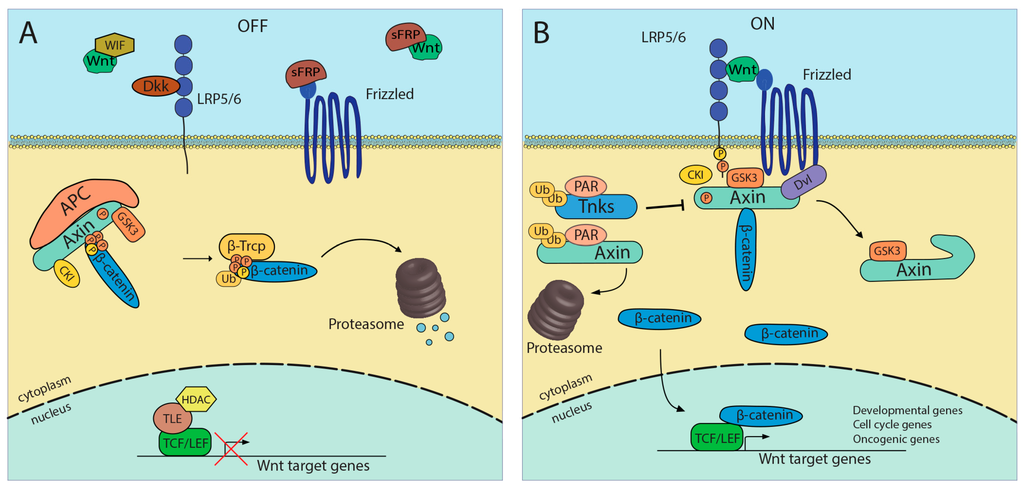 A
OFF
WIF
Wnt
Dkk
LRP5/6
sFRP
Frizzled
sFRP
Wnt
APC
Axin
P
GSK3
P
P
P
P
CKI
β-catenin
β-Trcp
P
P
P
P
Ub
β-catenin
Proteasome
cytoplasm
nucleus
HDAC
TLE
TCF/LEF
Wnt target genes
B
ON
LRP5/6
Wnt
Frizzled
P
P
CKI
GSK3
P
Axin
Dvl
β-catenin
Ub
Ub
PAR
Tnks
Ub
Ub
PAR
Axin
Proteasome
GSK3
Axin
β-catenin
β-catenin
cytoplasm
nucleus
β-catenin
TCF/LEF
Wnt target genes
Developmental genes
Cell cycle genes
Oncogenic genes